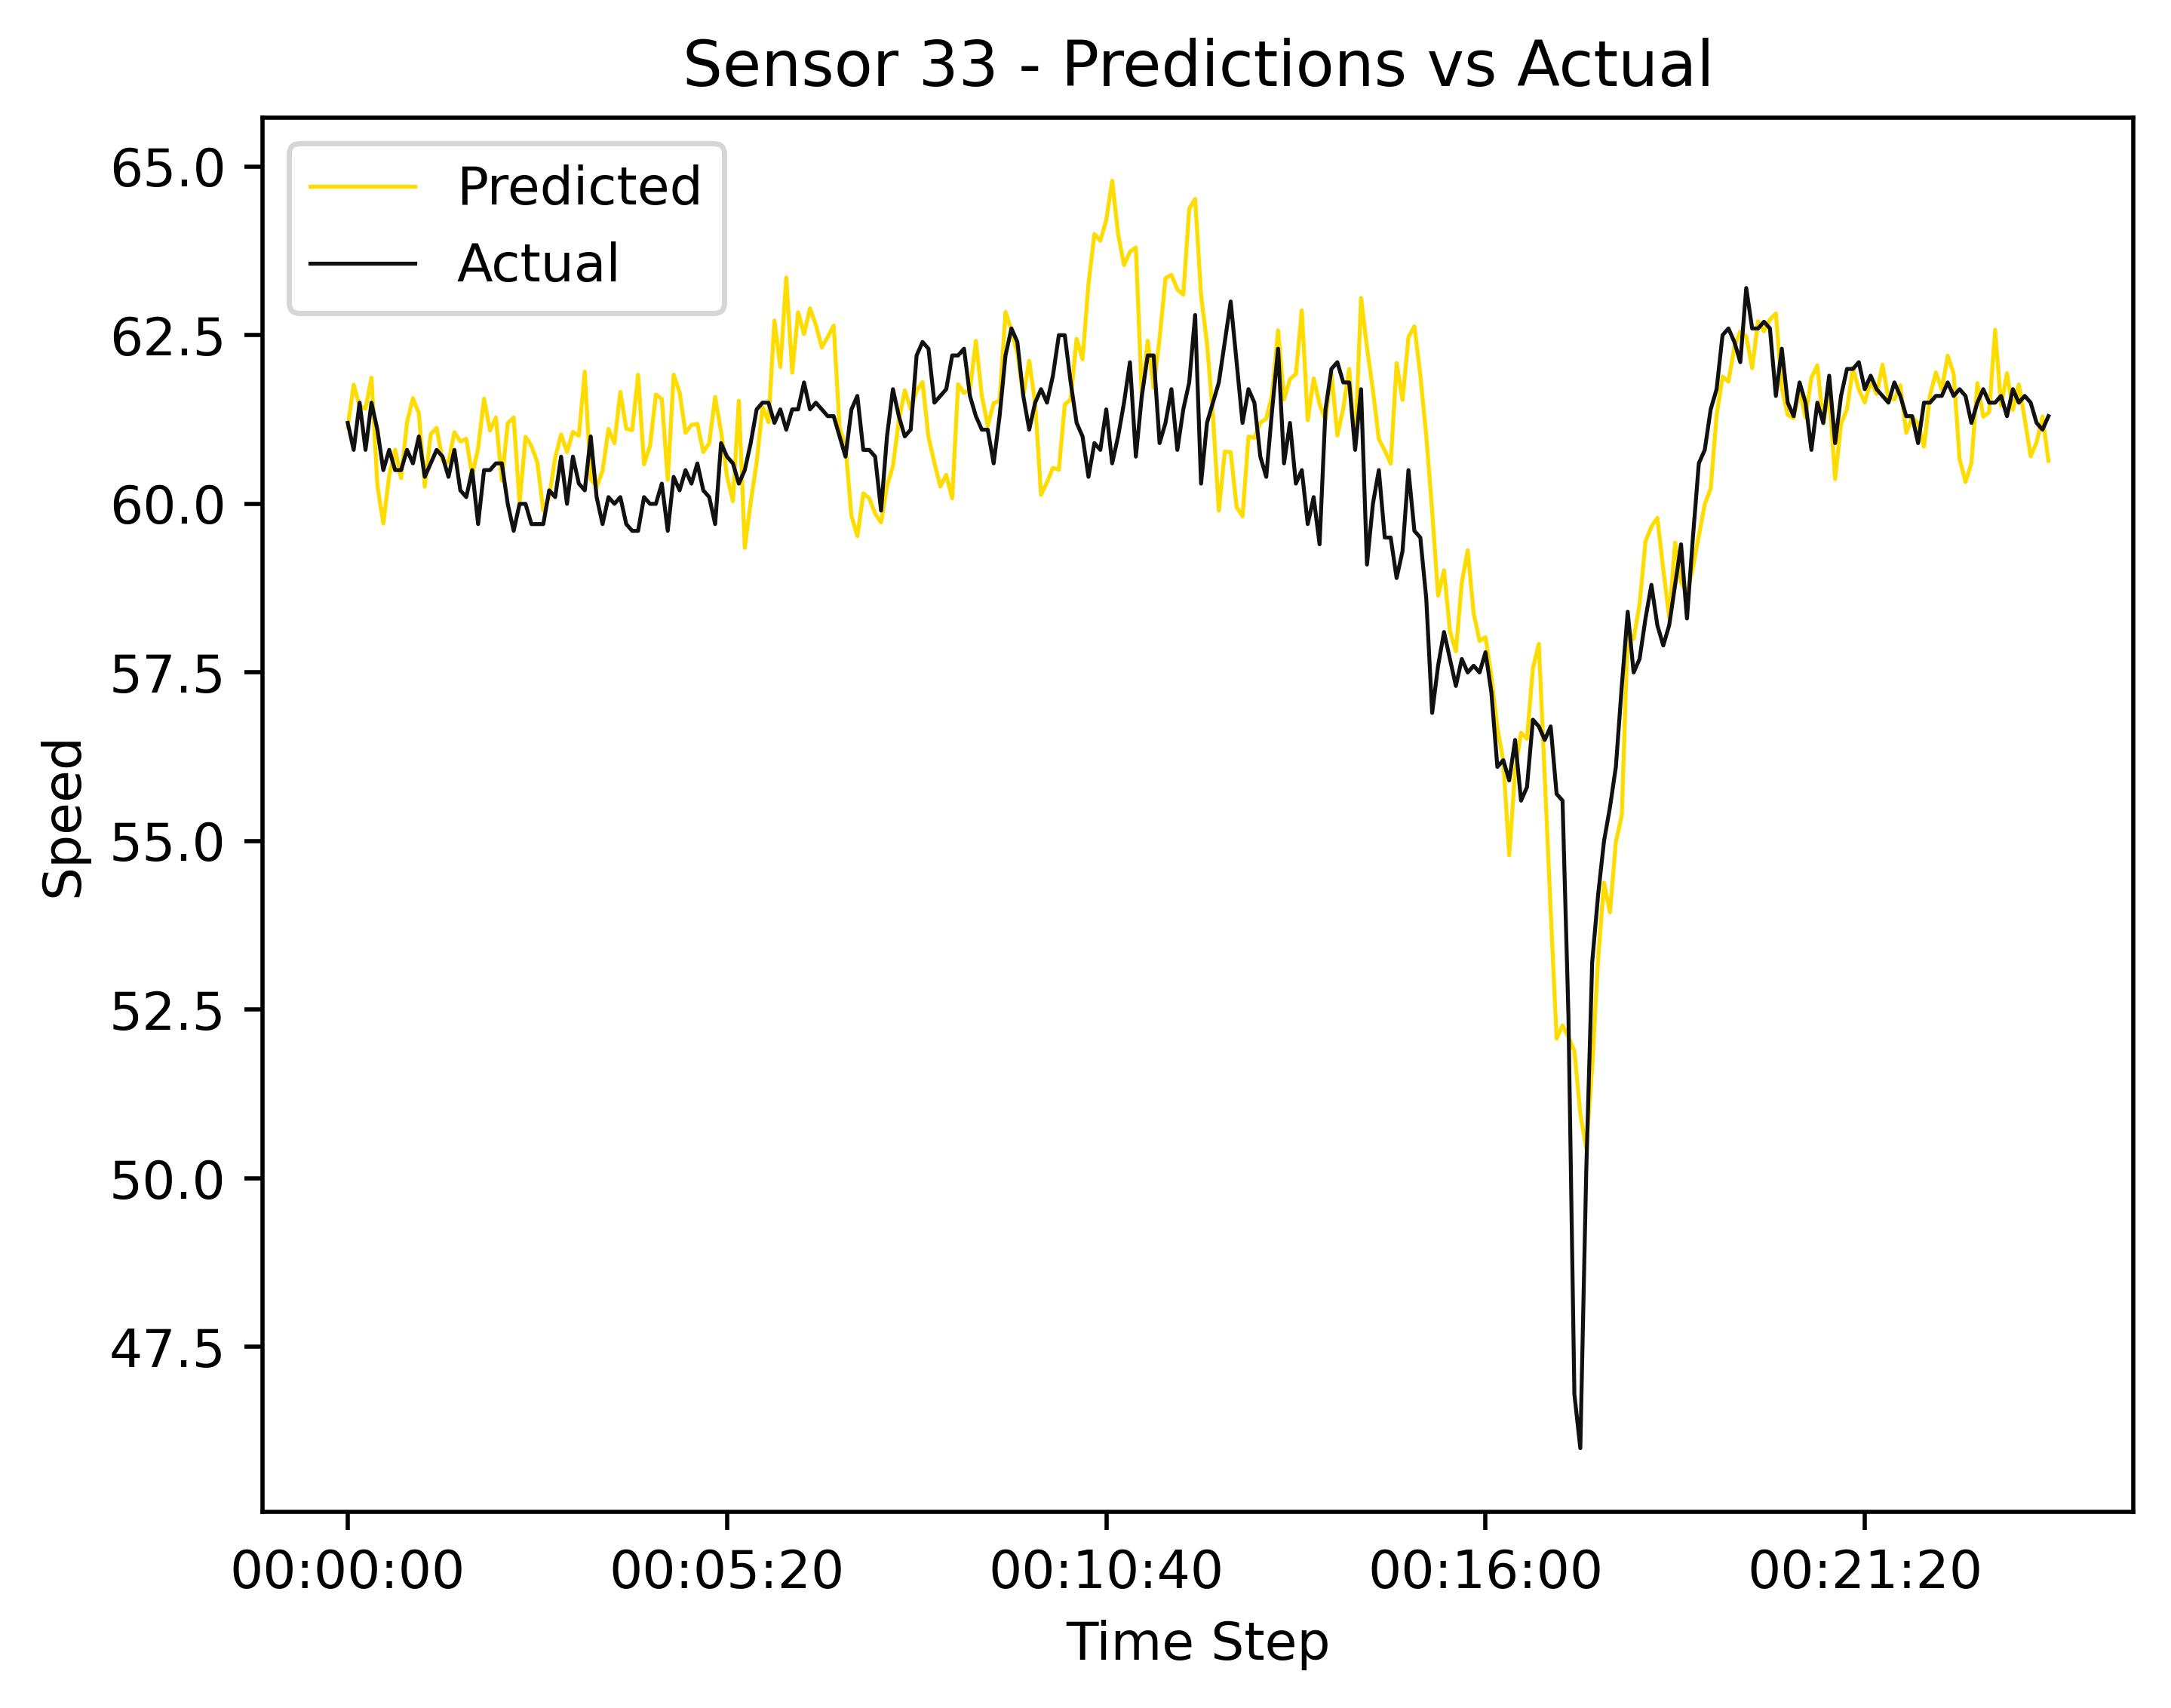 Sensor 33 - Predictions vs Actual
Predicted
Actual
65.0
62.5
60.0
57.5
55.0
52.5
50.0
47.5
Speed
00:00:00 00:05:20 00:10:40 00:16:00 00:21:20
Time Step